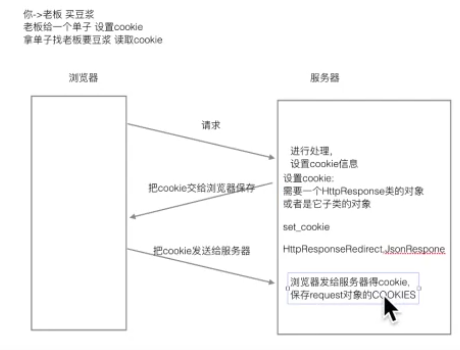 你->老板 买豆浆
老板给一个单子 设置cookie
拿单子找老板要豆浆 读取cookie
浏览器
服务器
请求
进行处理,
设置cookie信息
设置cookie:
需要一个HttpResponse类的对象
或者是它子类的对象
把cookie交给浏览器保存
set_cookie
HttpResponseRedirect,JsonRespone
把cookie发送给服务器
浏览器发给服务器得cookie,
保存request对象的COOKIES